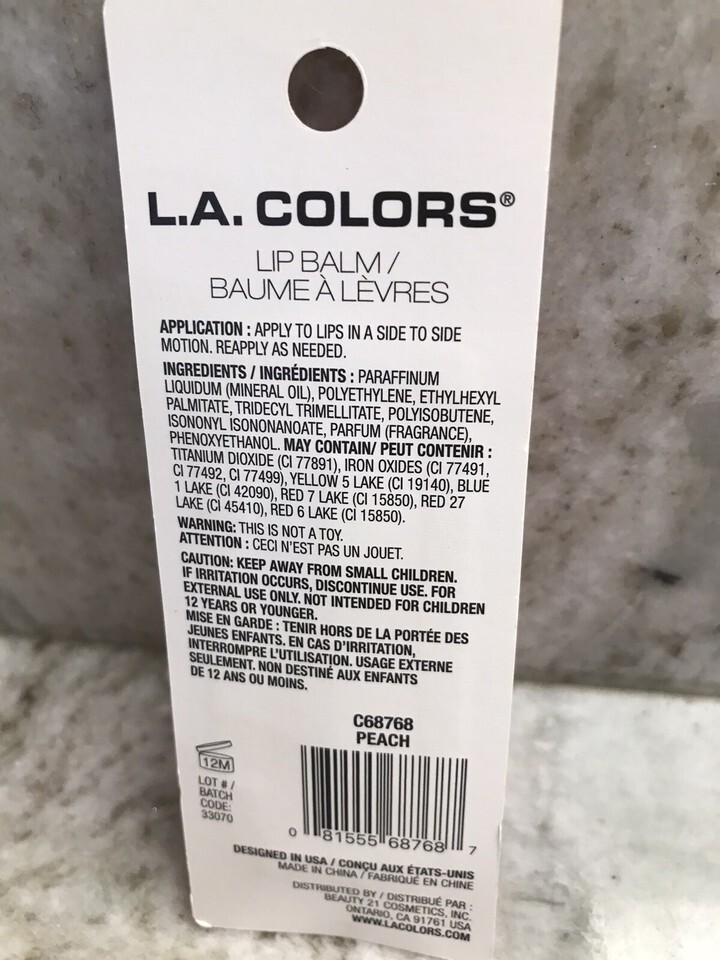 L.A. COLORS®
LIP BALM /
BAUME À LÈVRES
APPLICATION : APPLY TO LIPS IN A SIDE TO SIDE
MOTION. REAPPLY AS NEEDED.
INGREDIENTS / INGRÉDIENTS : PARAFFINUM
LIQUIDUM (MINERAL OIL), POLYETHYLENE, ETHYLHEXYL
PALMITATE, TRIDECYL TRIMELLITATE, POLYISOBUTENE,
ISONONYL ISONONANOATE, PARFUM (FRAGRANCE),
PHENOXYETHANOL. MAY CONTAIN/ PEUT CONTENIR :
TITANIUM DIOXIDE (CI 77891), IRON OXIDES (CI 77491,
CI 77492, CI 77499), YELLOW 5 LAKE (CI 19140), BLUE
1 LAKE (CI 42090), RED 7 LAKE (CI 15850), RED 27
LAKE (CI 45410), RED 6 LAKE (CI 15850).
WARNING: THIS IS NOT A TOY.
ATTENTION : CECI N'EST PAS UN JOUET.
CAUTION: KEEP AWAY FROM SMALL CHILDREN.
IF IRRITATION OCCURS, DISCONTINUE USE. FOR
EXTERNAL USE ONLY. NOT INTENDED FOR CHILDREN
12 YEARS OR YOUNGER.
MISE EN GARDE : TENIR HORS DE LA PORTÉE DES
JEUNES ENFANTS. EN CAS D'IRRITATION,
INTERROMPRE L'UTILISATION. USAGE EXTERNE
SEULEMENT. NON DESTINÉ AUX ENFANTS
DE 12 ANS OU MOINS.
C68768
PEACH
12M
LOT # /
BATCH
CODE:
33070
0 81555 68768 7
DESIGNED IN USA / CONÇU AUX ÉTATS-UNIS
MADE IN CHINA / FABRIQUÉ EN CHINE
DISTRIBUTED BY / DISTRIBUÉ PAR :
BEAUTY 21 COSMETICS, INC.
ONTARIO, CA 91761 USA
WWW.LACOLORS.COM